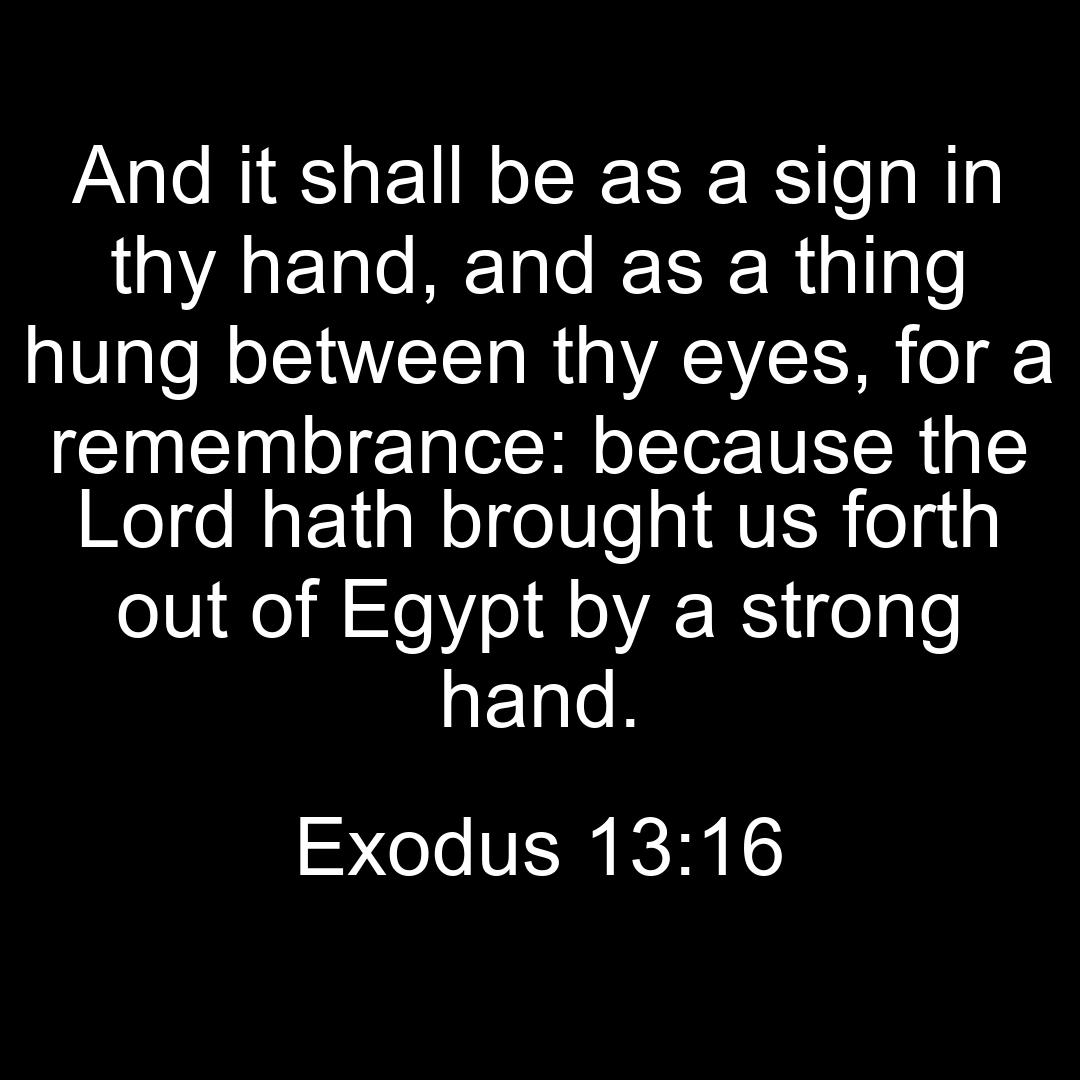 And it shall be as a sign in
thy hand, and as a thing
hung between thy eyes, for a
remembrance: because the
Lord hath brought us forth
out of Egypt by a strong
hand.
Exodus 13:16